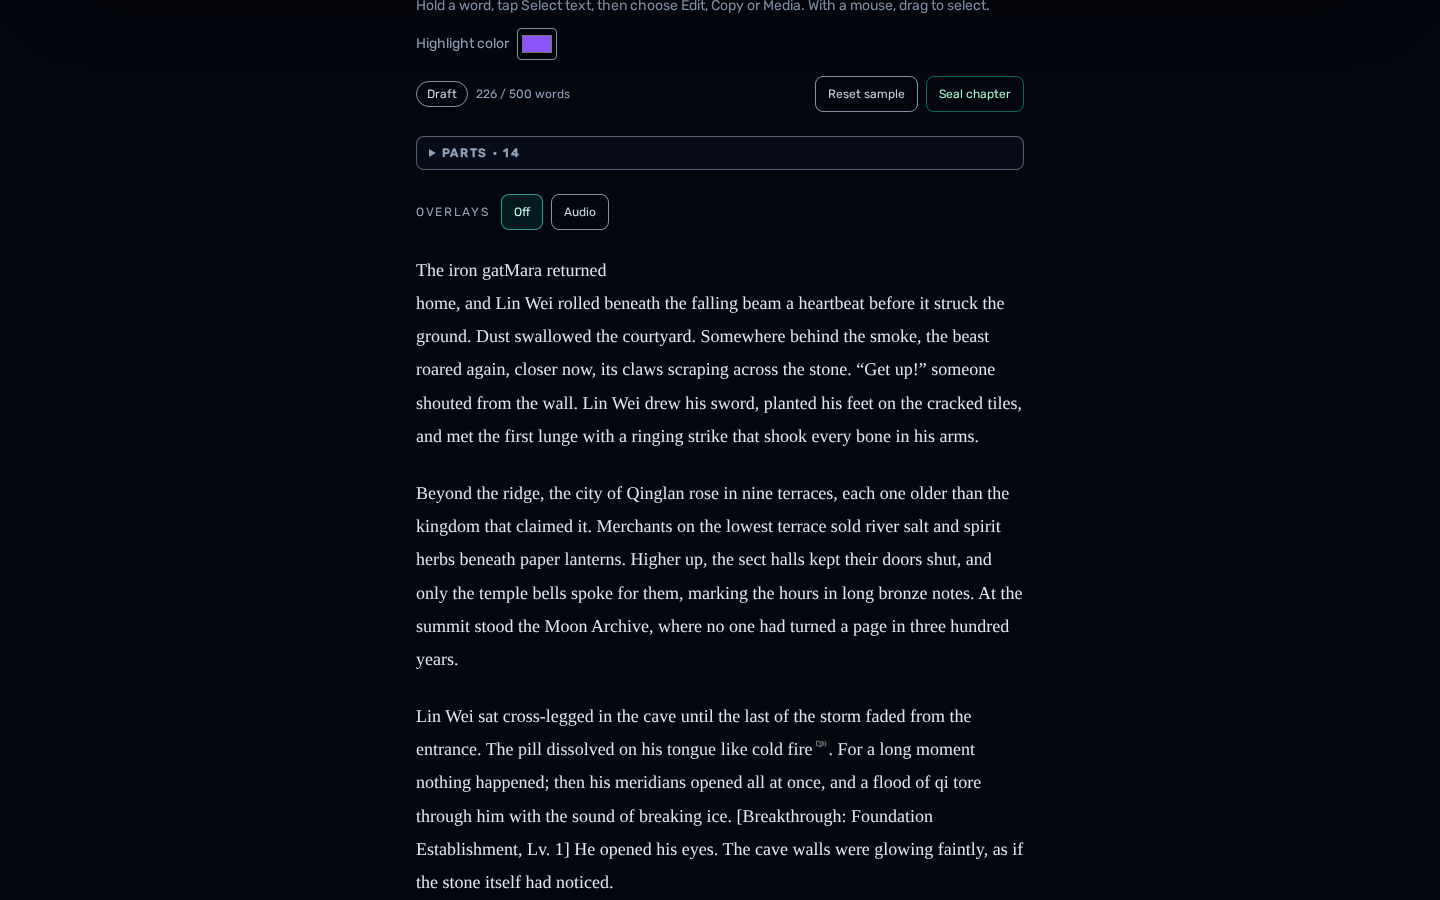 Hold a word, tap Select text, then choose Edit, Copy or Media. With a mouse, drag to select.
Highlight color
Draft 226 / 500 words Reset sample Seal chapter
PARTS • 14
OVERLAYS Off Audio
The iron gatMara returned
home, and Lin Wei rolled beneath the falling beam a heartbeat before it struck the
ground. Dust swallowed the courtyard. Somewhere behind the smoke, the beast
roared again, closer now, its claws scraping across the stone. “Get up!” someone
shouted from the wall. Lin Wei drew his sword, planted his feet on the cracked tiles,
and met the first lunge with a ringing strike that shook every bone in his arms.
Beyond the ridge, the city of Qinglan rose in nine terraces, each one older than the
kingdom that claimed it. Merchants on the lowest terrace sold river salt and spirit
herbs beneath paper lanterns. Higher up, the sect halls kept their doors shut, and
only the temple bells spoke for them, marking the hours in long bronze notes. At the
summit stood the Moon Archive, where no one had turned a page in three hundred
years.
Lin Wei sat cross-legged in the cave until the last of the storm faded from the
entrance. The pill dissolved on his tongue like cold fire. For a long moment
nothing happened; then his meridians opened all at once, and a flood of qi tore
through him with the sound of breaking ice. [Breakthrough: Foundation
Establishment, Lv. 1] He opened his eyes. The cave walls were glowing faintly, as if
the stone itself had noticed.